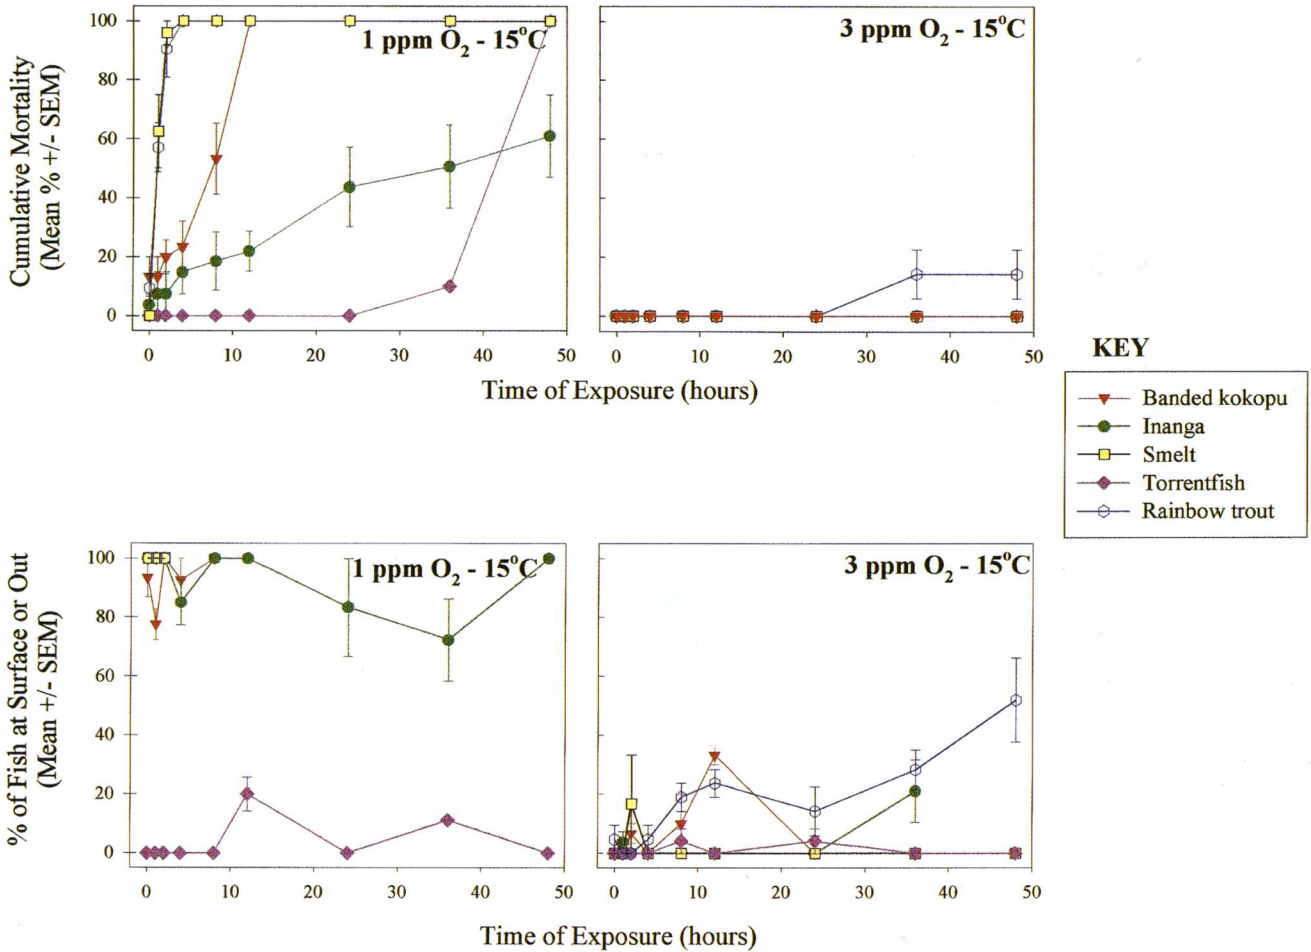 Cumulative Mortality
(Mean % +/- SEM)
100
80
60
40
20
0
1 ppm O2 - 15oC
0
10
20
30
40
50
3 ppm O2 - 15oC
0
10
20
30
40
50
Time of Exposure (hours)
KEY
Banded kokopu
Inanga
Smelt
Torrentfish
Rainbow trout
% of Fish at Surface or Out
(Mean +/- SEM)
100
80
60
40
20
0
1 ppm O2 - 15oC
0
10
20
30
40
50
3 ppm O2 - 15oC
0
10
20
30
40
50
Time of Exposure (hours)